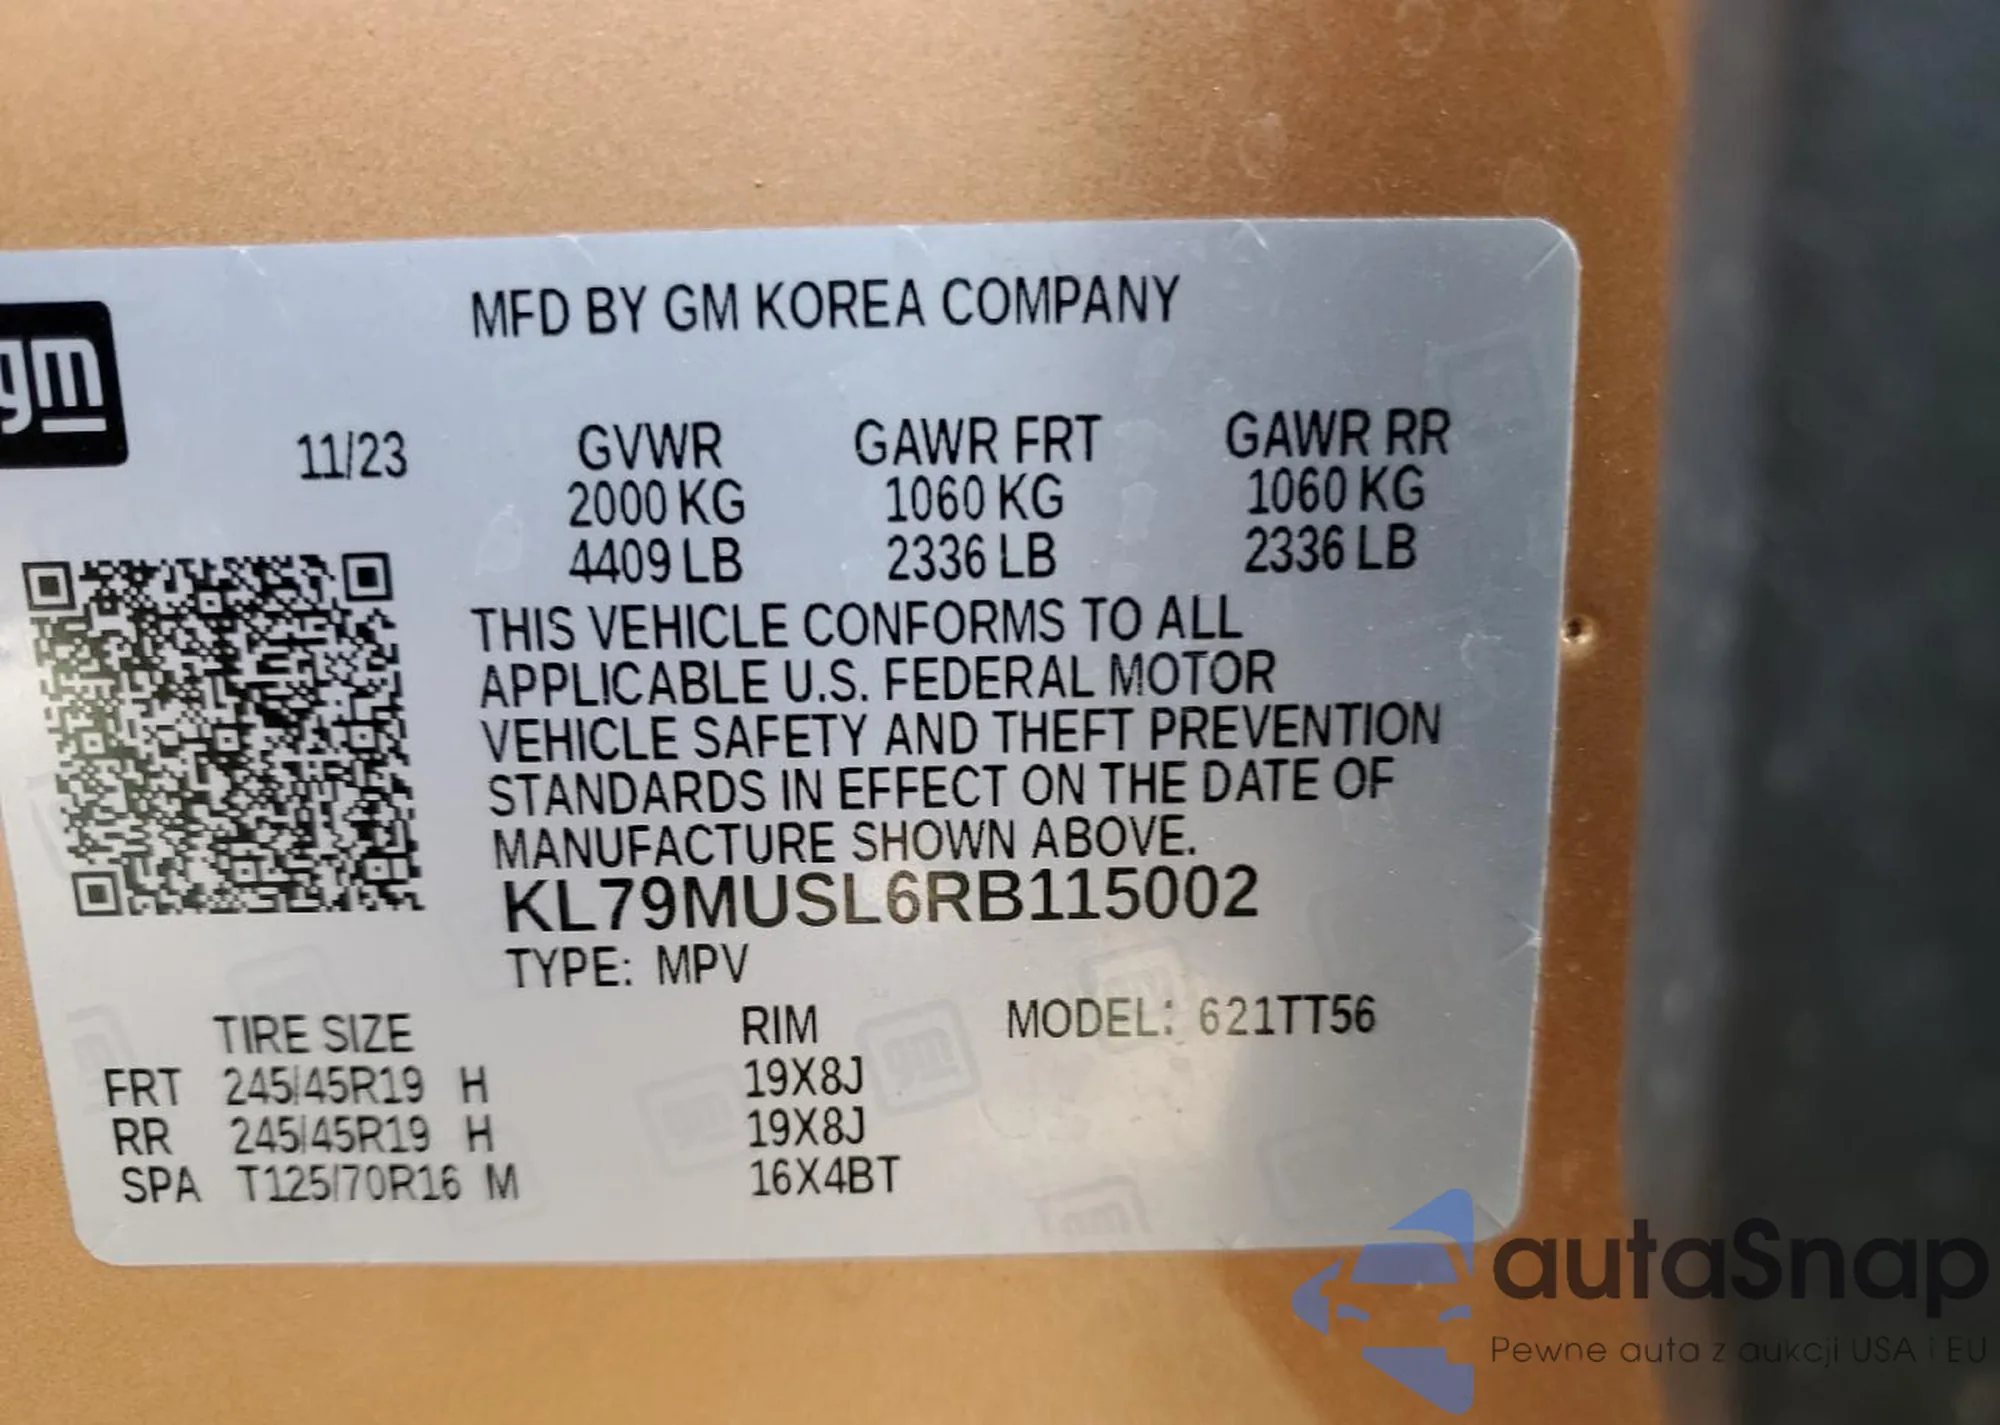 MFD BY GM KOREA COMPANY
gm
11/23 GVWR GAWR FRT GAWR RR
2000 KG 1060 KG 1060 KG
4409 LB 2336 LB 2336 LB
THIS VEHICLE CONFORMS TO ALL
APPLICABLE U.S. FEDERAL MOTOR
VEHICLE SAFETY AND THEFT PREVENTION
STANDARDS IN EFFECT ON THE DATE OF
MANUFACTURE SHOWN ABOVE.
KL79MUSL6RB115002
TYPE: MPV
TIRE SIZE RIM MODEL: 621TT56
FRT 245/45R19 H 19X8J
RR 245/45R19 H 19X8J
SPA T125/70R16 M 16X4BT
autaSnap
Pewne auta z aukcji USA i EU